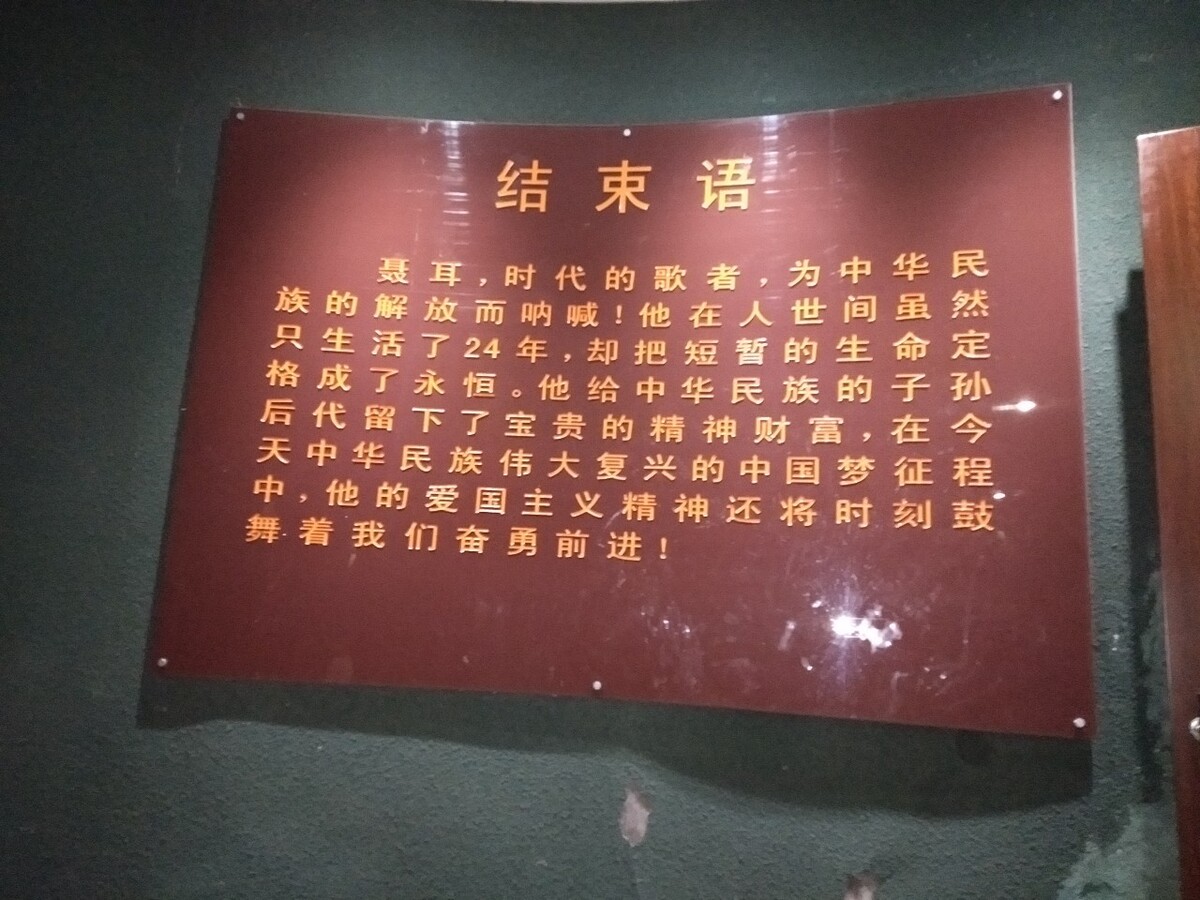 结束语
聂耳，时代的歌者，为中华民
族的解放而呐喊！他在人世间虽然
只生活了24年，却把短暂的生命定
格成了永恒。他给中华民族的子孙
后代留下了宝贵的精神财富，在今
天中华民族伟大复兴的中国梦征程
中，他的爱国主义精神还将时刻鼓
舞着我们奋勇前进！